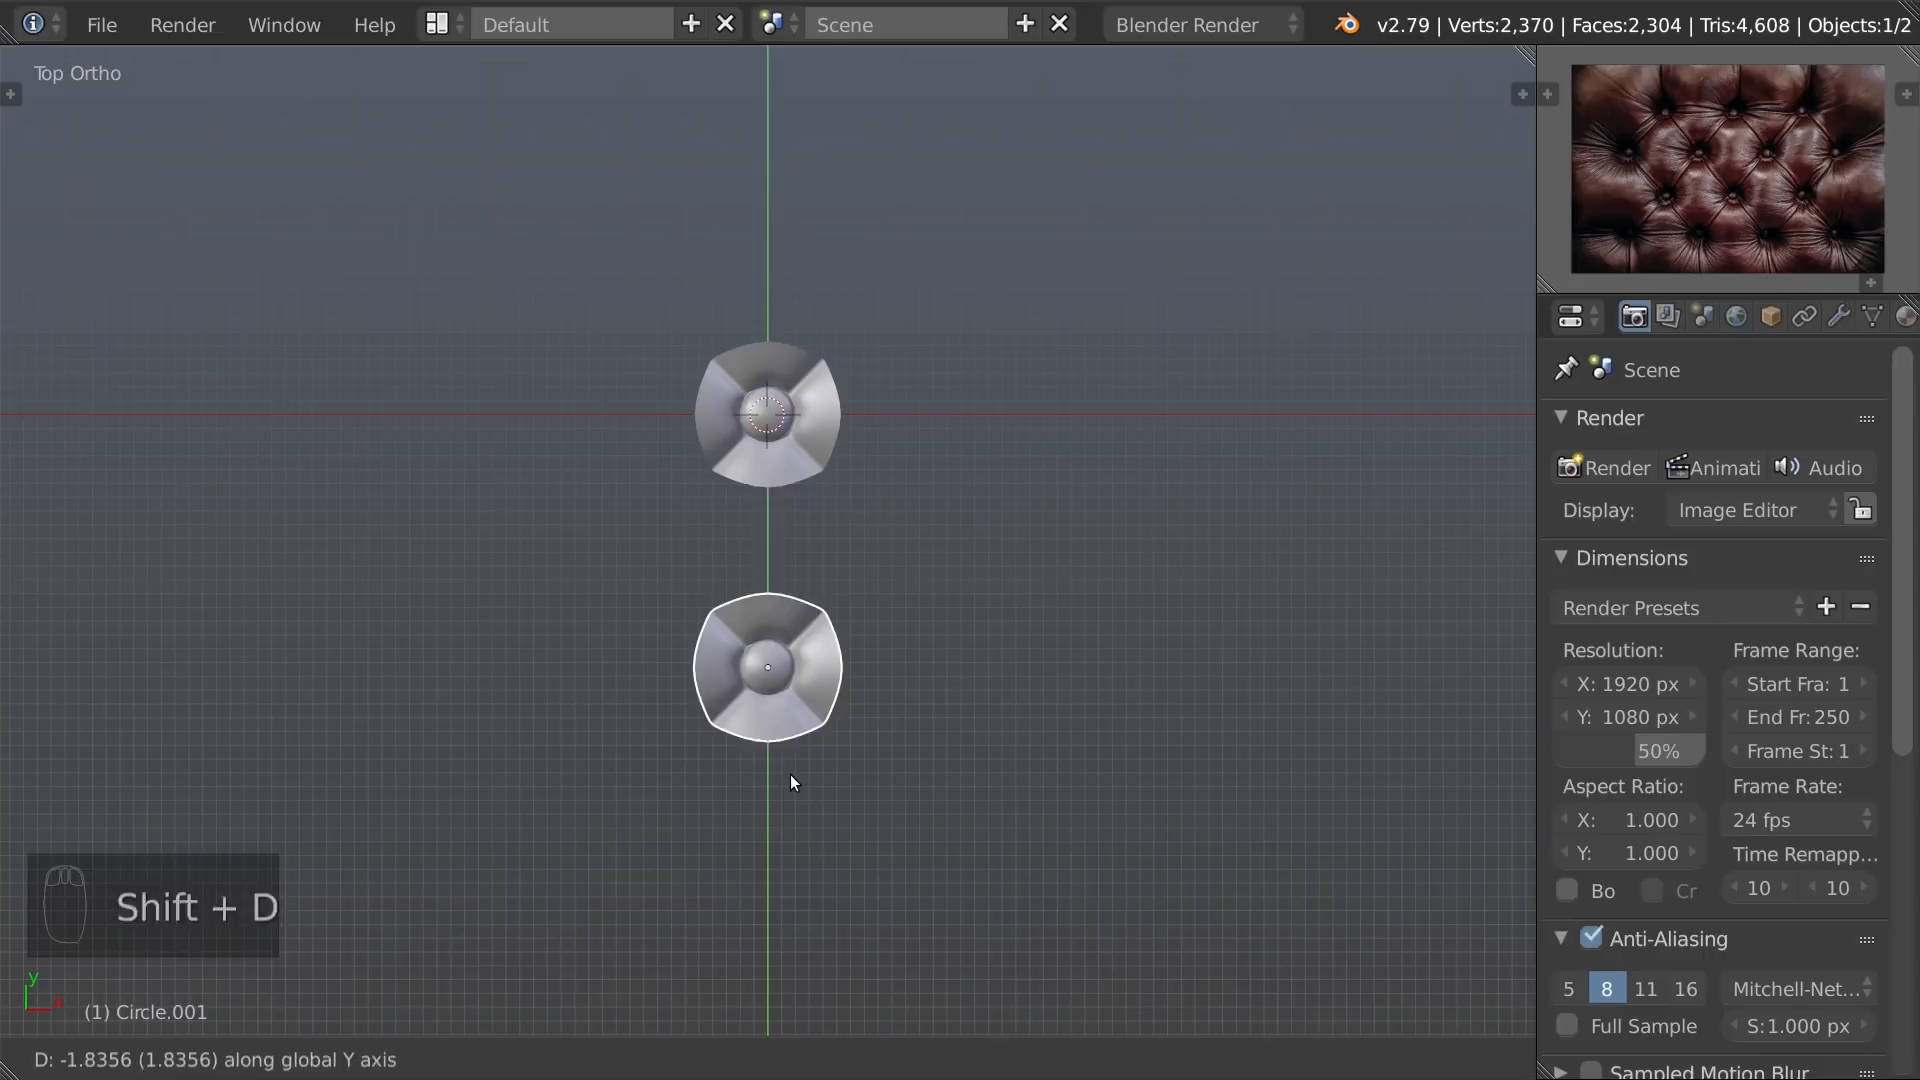 File Render Window Help Default Scene Blender Render v2.79 | Verts:2,370 | Faces:2,304 | Tris:4,608 | Objects:1/2
Top Ortho
Scene
Render
Render Animati Audio
Display: Image Editor
Dimensions
Render Presets
Resolution: Frame Range:
X: 1920 px Start Fra: 1
Y: 1080 px End Fr: 250
50% Frame St: 1
Aspect Ratio: Frame Rate:
X: 1.000 24 fps
Y: 1.000 Time Remapp...
Bo Cr 10 10
Shift + D
Anti-Aliasing
y
x
5 8 11 16 Mitchell-Net...
(1) Circle.001
Full Sample S: 1.000 px
D: -1.8356 (1.8356) along global Y axis
Sampled Motion Blur